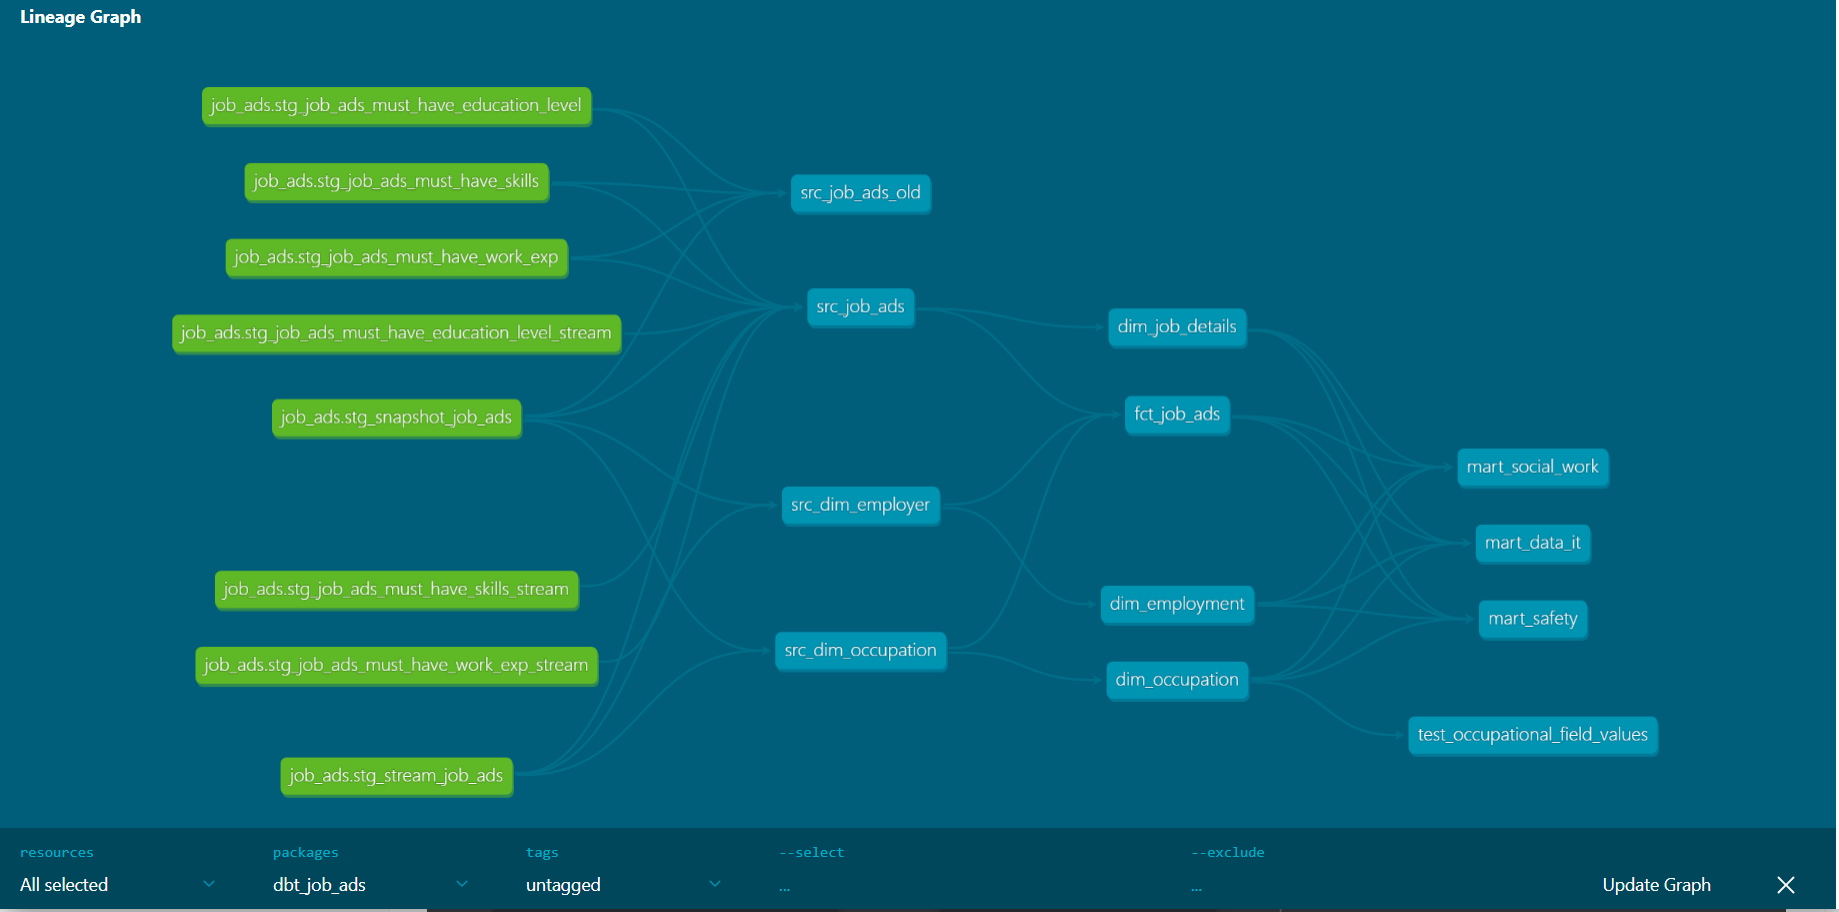 Lineage Graph
job_ads.stg_job_ads_must_have_education_level
job_ads.stg_job_ads_must_have_skills
src_job_ads_old
job_ads.stg_job_ads_must_have_work_exp
src_job_ads
job_ads.stg_job_ads_must_have_education_level_stream
dim_job_details
job_ads.stg_snapshot_job_ads
fct_job_ads
mart_social_work
src_dim_employer
mart_data_it
job_ads.stg_job_ads_must_have_skills_stream
dim_employment
mart_safety
src_dim_occupation
job_ads.stg_job_ads_must_have_work_exp_stream
dim_occupation
test_occupational_field_values
job_ads.stg_stream_job_ads
resources
packages
tags
--select
--exclude
All selected
dbt_job_ads
untagged
...
...
Update Graph